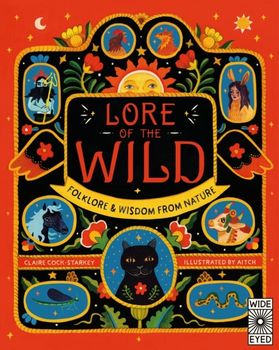 LORE
OF THE
WILD
FOLKLORE & WISDOM FROM NATURE
CLAIRE COCK-STARKEY
ILLUSTRATED BY AITCH
WIDE
EYED